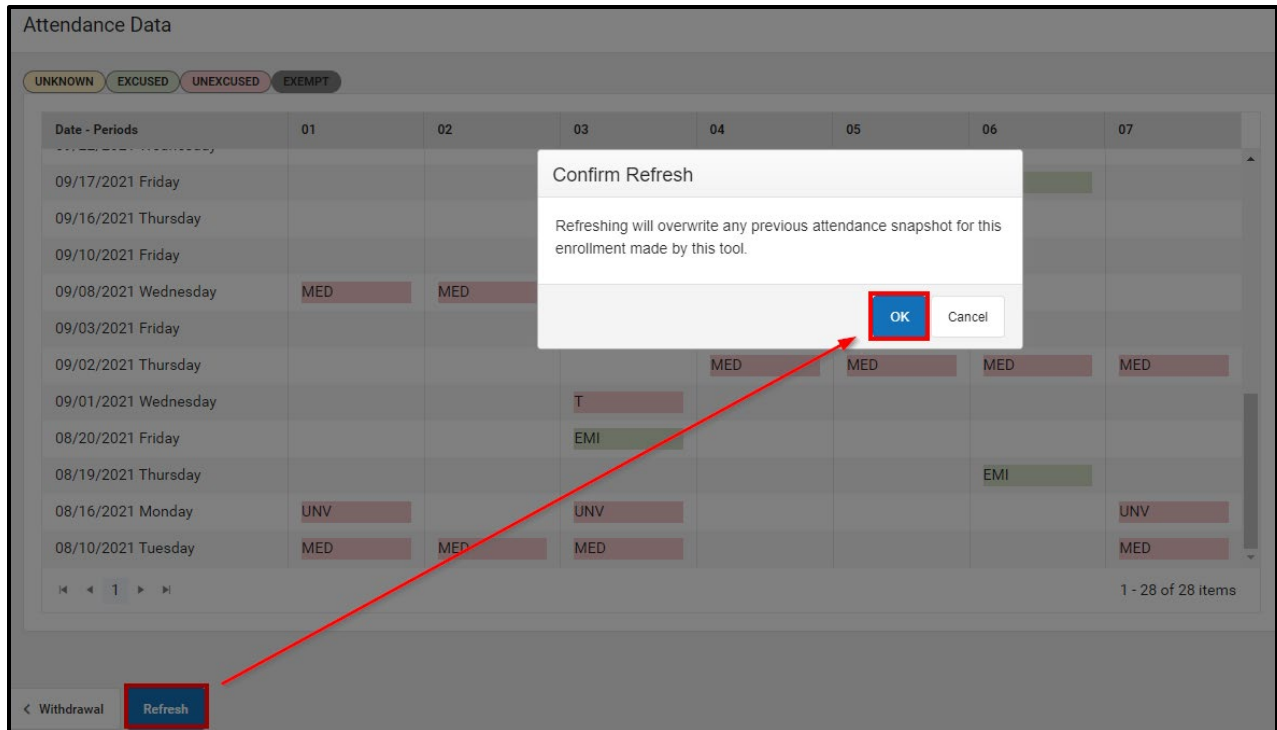 Attendance Data
UNKNOWN EXCUSED UNEXCUSED EXEMPT
Date - Periods 01 02 03 04 05 06 07
09/17/2021 Friday
09/16/2021 Thursday
09/10/2021 Friday
09/08/2021 Wednesday MED MED
09/03/2021 Friday
09/02/2021 Thursday MED MED MED MED
09/01/2021 Wednesday T
08/20/2021 Friday EMI
08/19/2021 Thursday EMI
08/16/2021 Monday UNV UNV UNV
08/10/2021 Tuesday MED MED MED MED
1 1 - 28 of 28 items
Confirm Refresh
Refreshing will overwrite any previous attendance snapshot for this
enrollment made by this tool.
OK Cancel
< Withdrawal Refresh